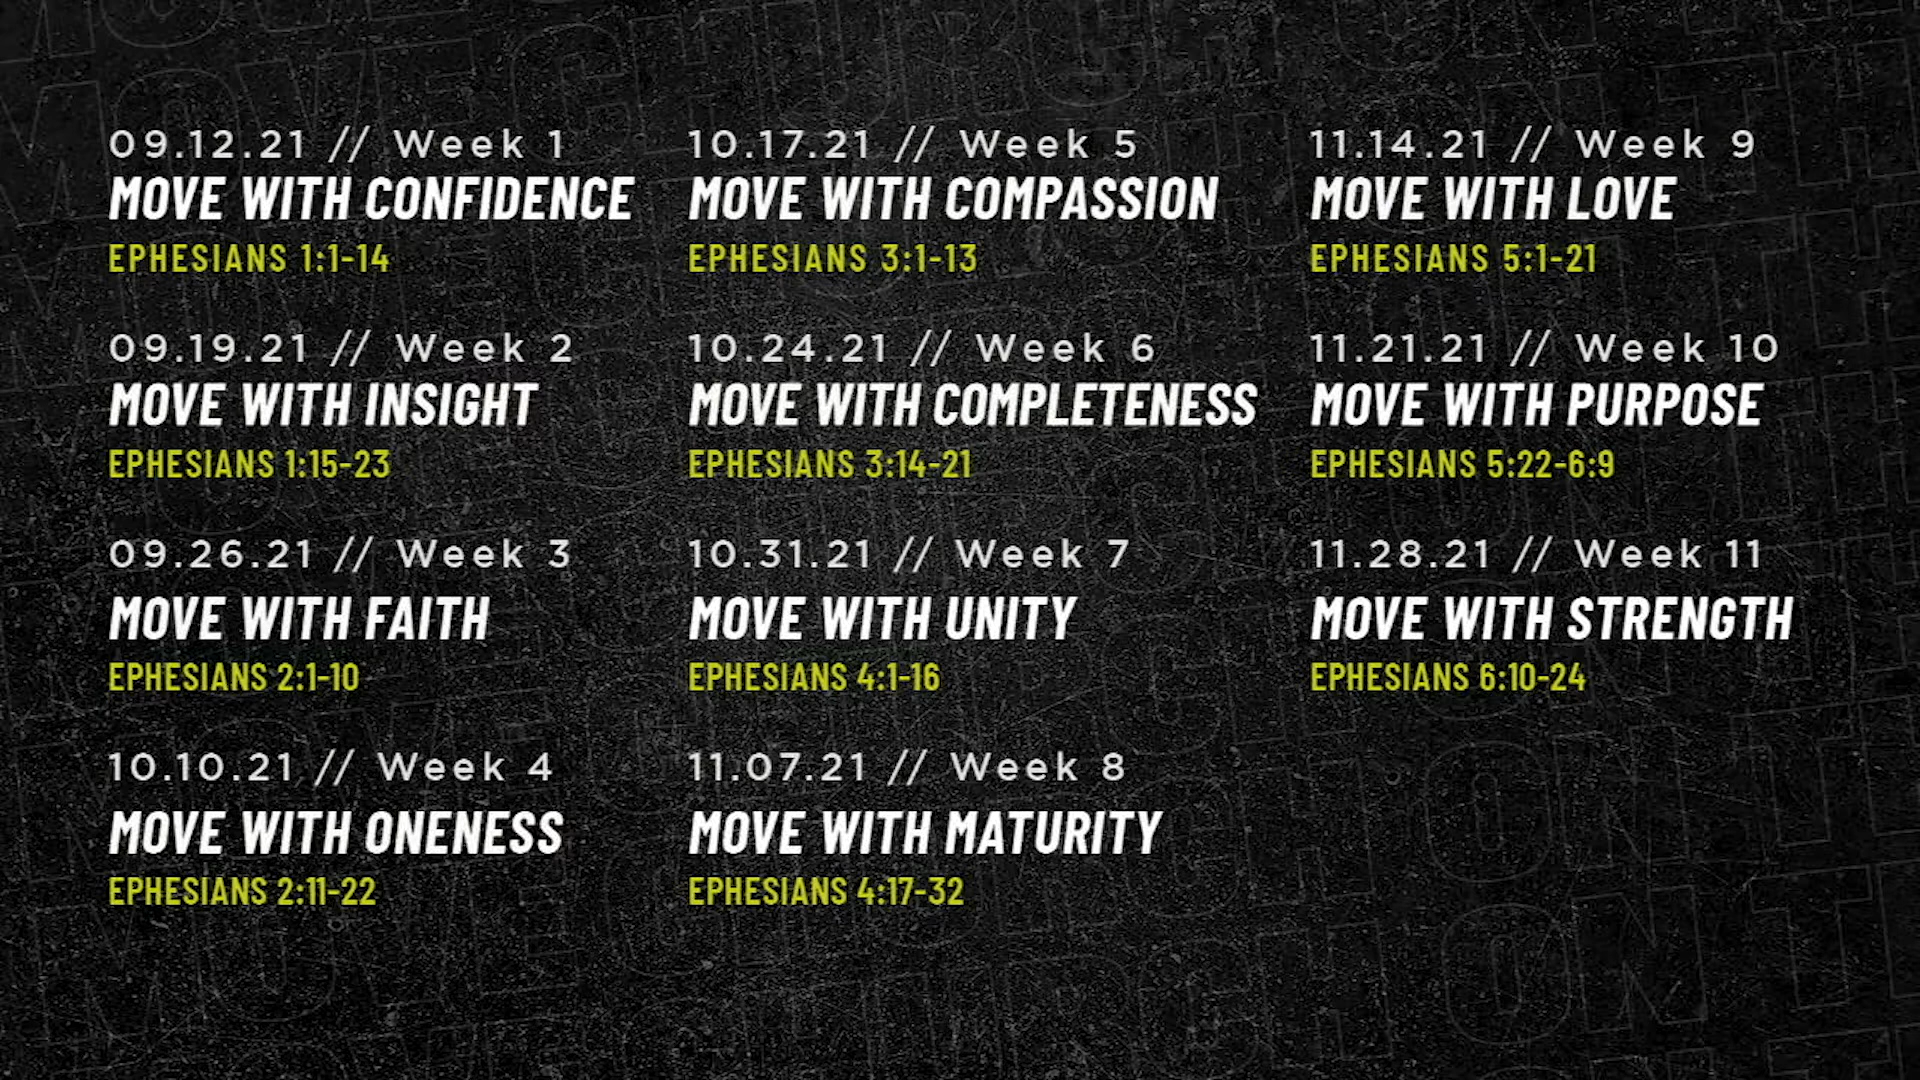 09.12.21 // Week 1
MOVE WITH CONFIDENCE
EPHESIANS 1:1-14
09.19.21 // Week 2
MOVE WITH INSIGHT
EPHESIANS 1:15-23
09.26.21 // Week 3
MOVE WITH FAITH
EPHESIANS 2:1-10
10.10.21 // Week 4
MOVE WITH ONENESS
EPHESIANS 2:11-22
10.17.21 // Week 5
MOVE WITH COMPASSION
EPHESIANS 3:1-13
10.24.21 // Week 6
MOVE WITH COMPLETENESS
EPHESIANS 3:14-21
10.31.21 // Week 7
MOVE WITH UNITY
EPHESIANS 4:1-16
11.07.21 // Week 8
MOVE WITH MATURITY
EPHESIANS 4:17-32
11.14.21 // Week 9
MOVE WITH LOVE
EPHESIANS 5:1-21
11.21.21 // Week 10
MOVE WITH PURPOSE
EPHESIANS 5:22-6:9
11.28.21 // Week 11
MOVE WITH STRENGTH
EPHESIANS 6:10-24